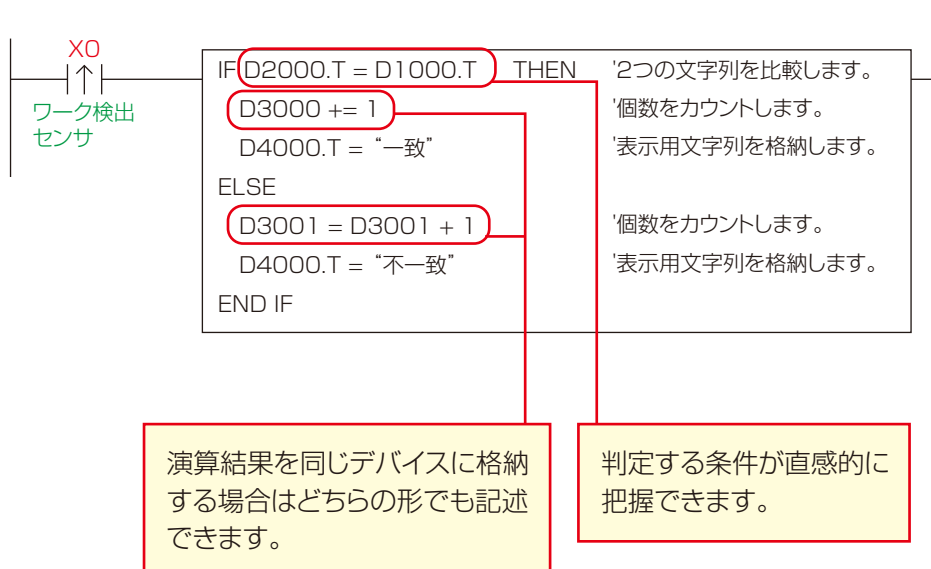 X0
ワーク検出
センサ
IF D2000.T = D1000.T THEN '2つの文字列を比較します。
D3000 += 1 '個数をカウントします。
D4000.T = “一致” '表示用文字列を格納します。
ELSE
D3001 = D3001 + 1 '個数をカウントします。
D4000.T = “不一致” '表示用文字列を格納します。
END IF
演算結果を同じデバイスに格納
する場合はどちらの形でも記述
できます。
判定する条件が直感的に
把握できます。